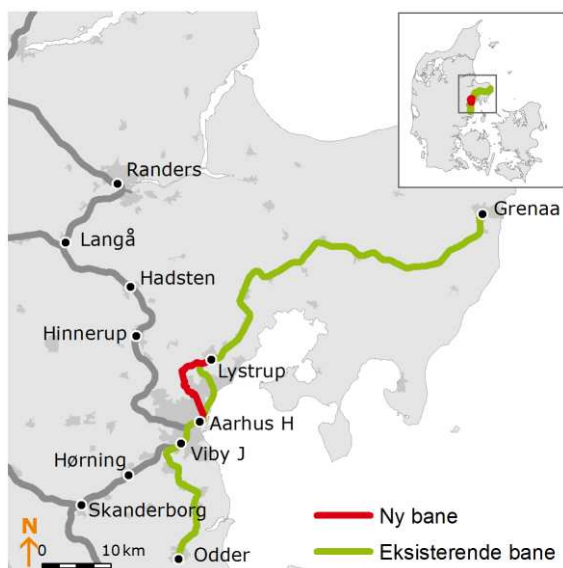 Randers
Grenaa
Langå
Hadsten
Hinnerup
Lystrup
Aarhus H
Viby J
Hørning
Skanderborg
Ny bane
N
0 10 km
Eksisterende bane
Odder